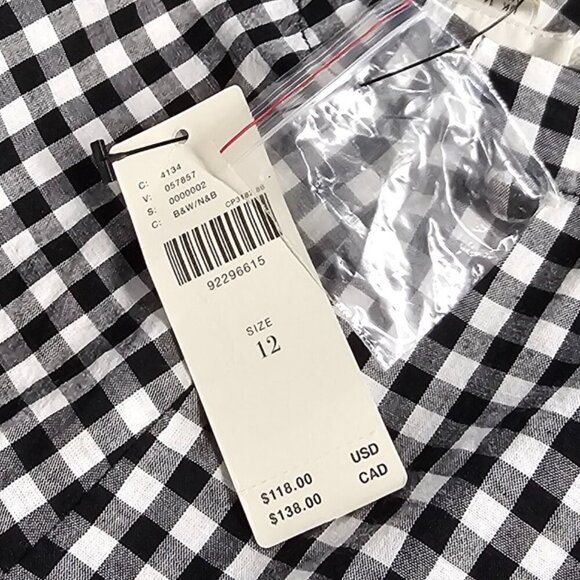 C: 4134
V: 057857
S: 0000002
C: B&W/N&B
92296615
SIZE
12
$118.00 USD
$138.00 CAD